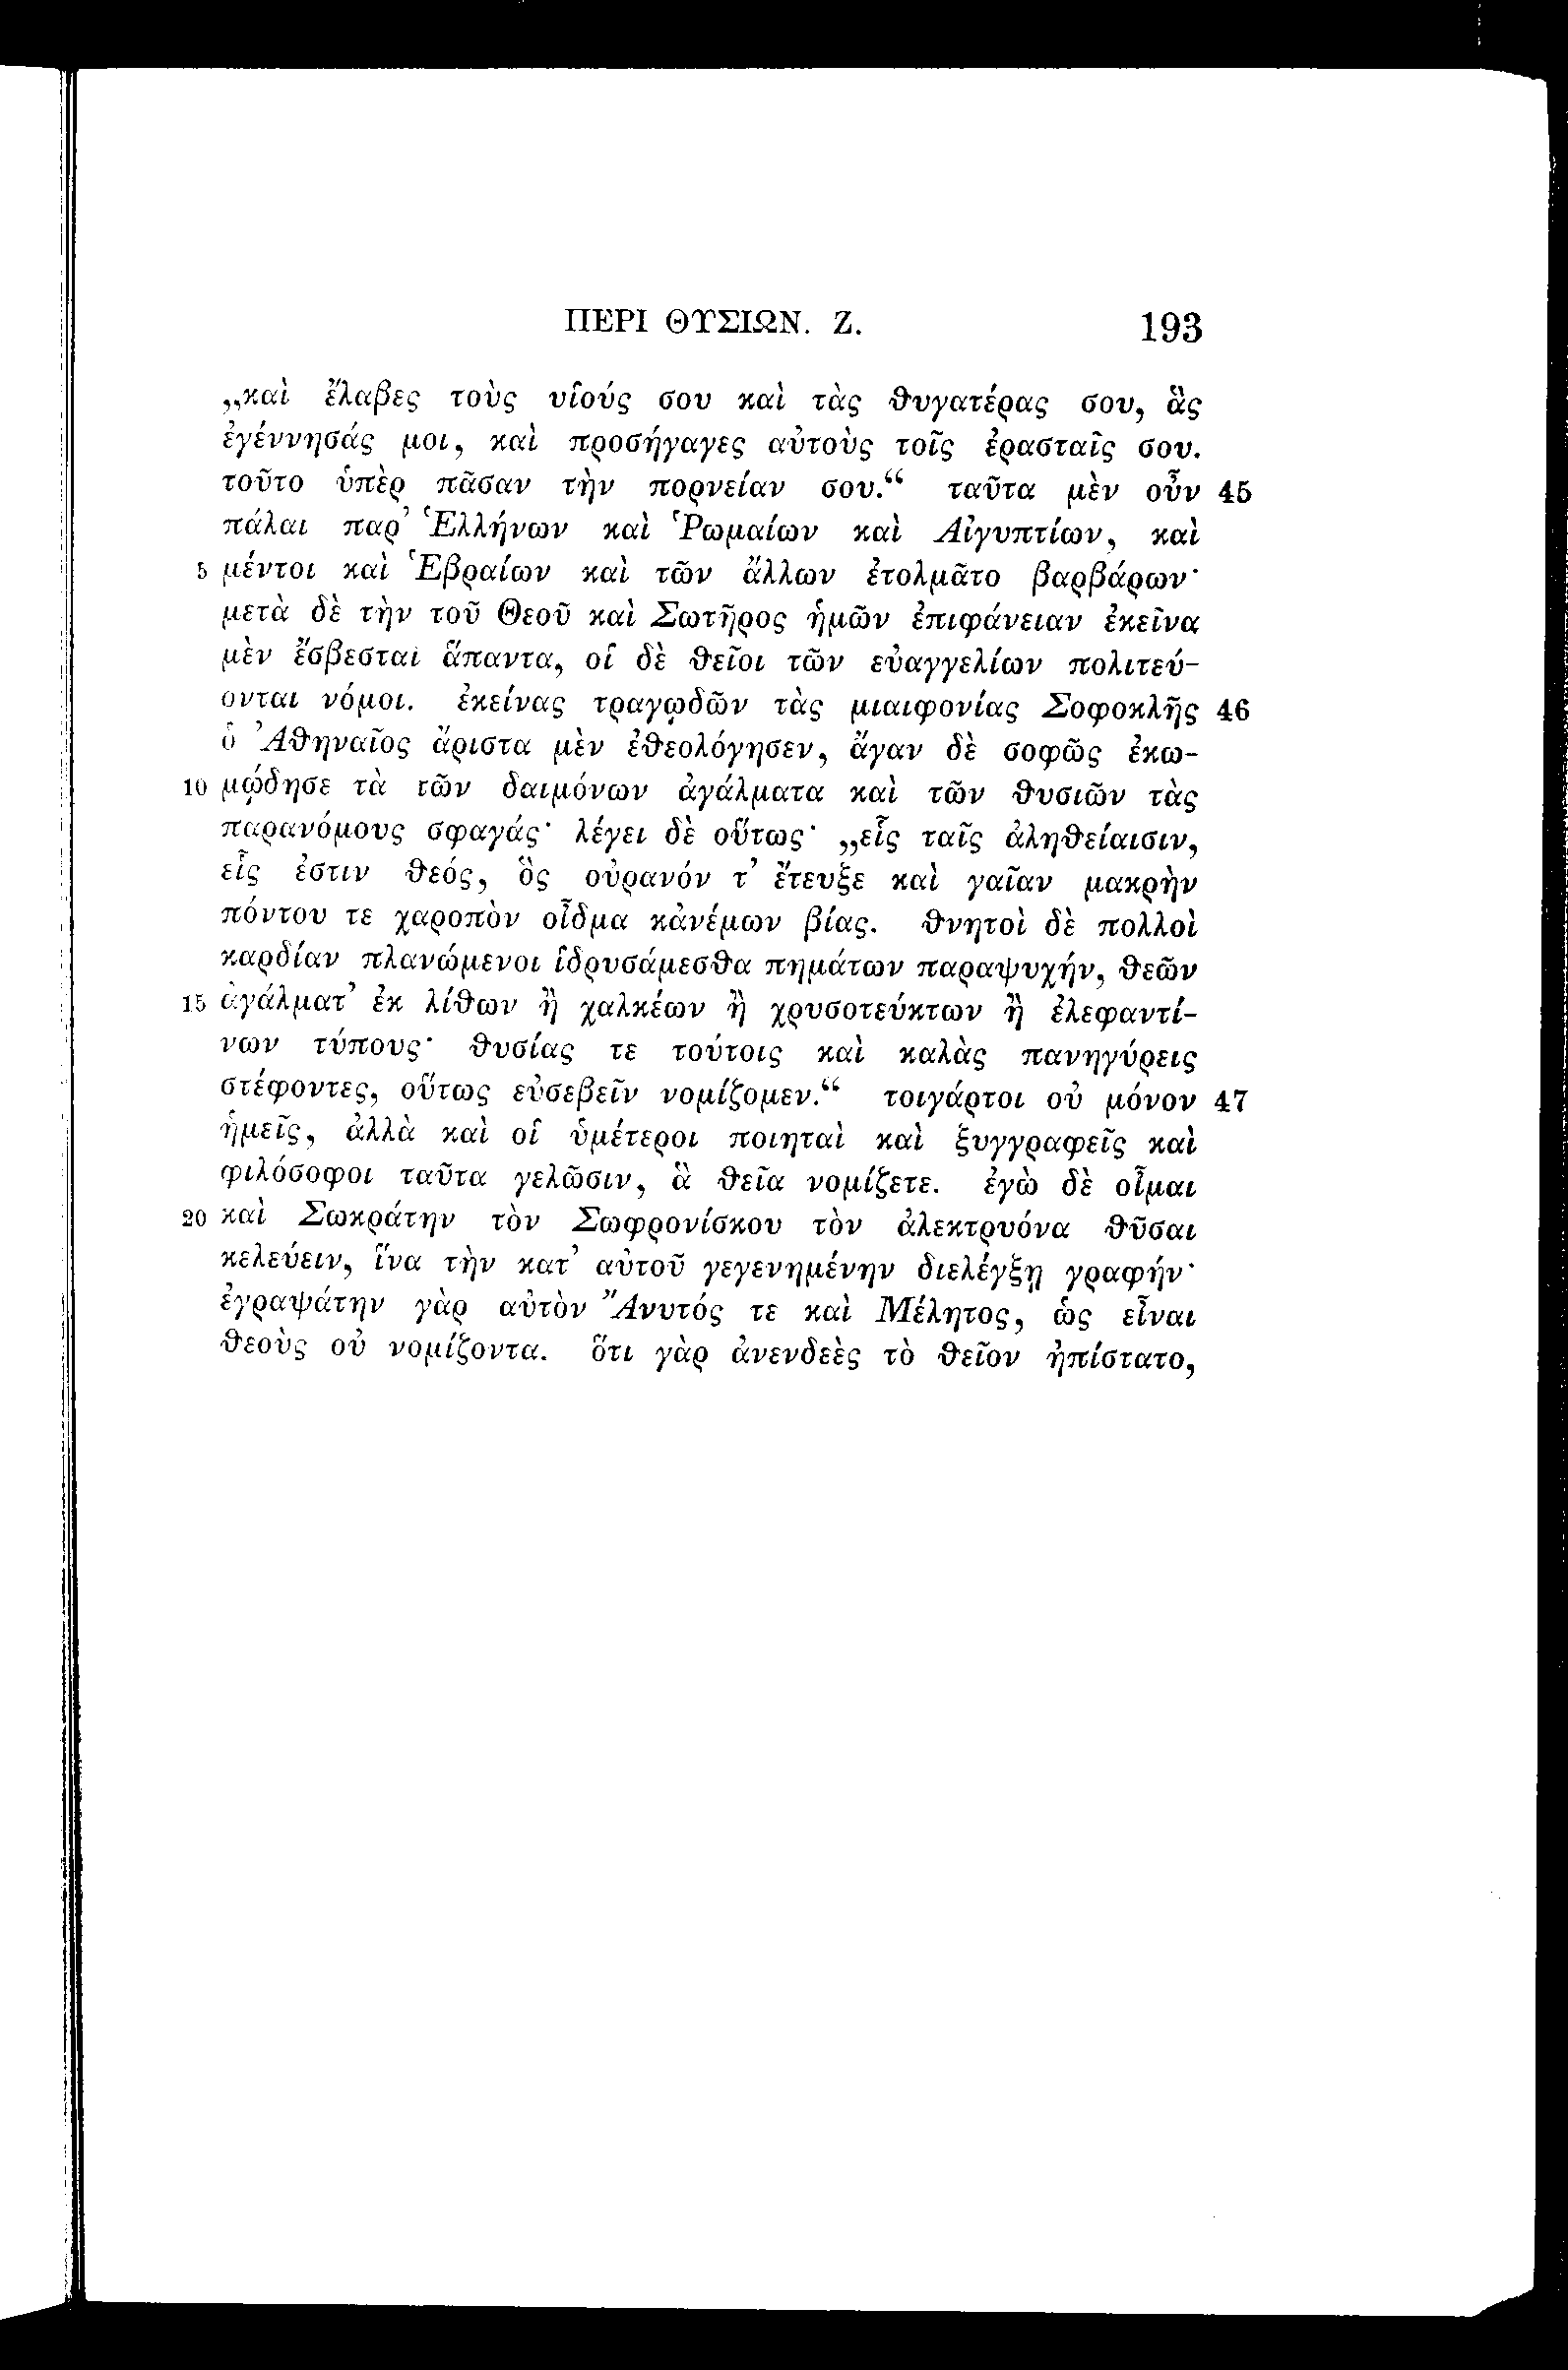 ΠΕΡΙ ΘΥΣΙΩΝ. Ζ. 193
„καὶ ἔλαβες τοὺς υἱούς σου καὶ τὰς θυγατέρας σου, ἃς
ἐγέννησάς μοι, καὶ προσήγαγες αὐτοὺς τοῖς ἐρασταῖς σου.
τοῦτο ὑπὲρ πᾶσαν τὴν πορνείαν σου.“ ταῦτα μὲν οὖν 45
πάλαι παρ’ Ἑλλήνων καὶ Ῥωμαίων καὶ Αἰγυπτίων, καὶ
5 μέντοι καὶ Ἑβραίων καὶ τῶν ἄλλων ἐτολμᾶτο βαρβάρων·
μετὰ δὲ τὴν τοῦ Θεοῦ καὶ Σωτῆρος ἡμῶν ἐπιφάνειαν ἐκεῖνα
μὲν ἔσβεσται ἅπαντα, οἱ δὲ θεῖοι τῶν εὐαγγελίων πολιτεύ-
ονται νόμοι. ἐκείνας τραγῳδῶν τὰς μιαιφονίας Σοφοκλῆς 46
ὁ Ἀθηναῖος ἄριστα μὲν ἐθεολόγησεν, ἄγαν δὲ σοφῶς ἐκω-
10 μῴδησε τὰ τῶν δαιμόνων ἀγάλματα καὶ τῶν θυσιῶν τὰς
παρανόμους σφαγάς· λέγει δὲ οὕτως· „εἷς ταῖς ἀληθείαισιν,
εἷς ἐστιν θεός, ὃς οὐρανόν τ’ ἔτευξε καὶ γαῖαν μακρὴν
πόντου τε χαροπὸν οἶδμα κἀνέμων βίας. θνητοὶ δὲ πολλοὶ
καρδίαν πλανώμενοι ἱδρυσάμεσθα πημάτων παραψυχήν, θεῶν
15 ἀγάλματ’ ἐκ λίθων ἢ χαλκέων ἢ χρυσοτεύκτων ἢ ἐλεφαντί-
νων τύπους· θυσίας τε τούτοις καὶ καλὰς πανηγύρεις
στέφοντες, οὕτως εὐσεβεῖν νομίζομεν.“ τοιγάρτοι οὐ μόνον 47
ἡμεῖς, ἀλλὰ καὶ οἱ ὑμέτεροι ποιηταὶ καὶ ξυγγραφεῖς καὶ
φιλόσοφοι ταῦτα γελῶσιν, ἃ θεῖα νομίζετε. ἐγὼ δὲ οἶμαι
20 καὶ Σωκράτην τὸν Σωφρονίσκου τὸν ἀλεκτρυόνα θῦσαι
κελεύειν, ἵνα τὴν κατ’ αὐτοῦ γεγενημένην διελέγξῃ γραφήν·
ἐγραψάτην γὰρ αὐτὸν Ἄνυτός τε καὶ Μέλητος, ὡς εἶναι
θεοὺς οὐ νομίζοντα. ὅτι γὰρ ἀνενδεὲς τὸ θεῖον ἠπίστατο,